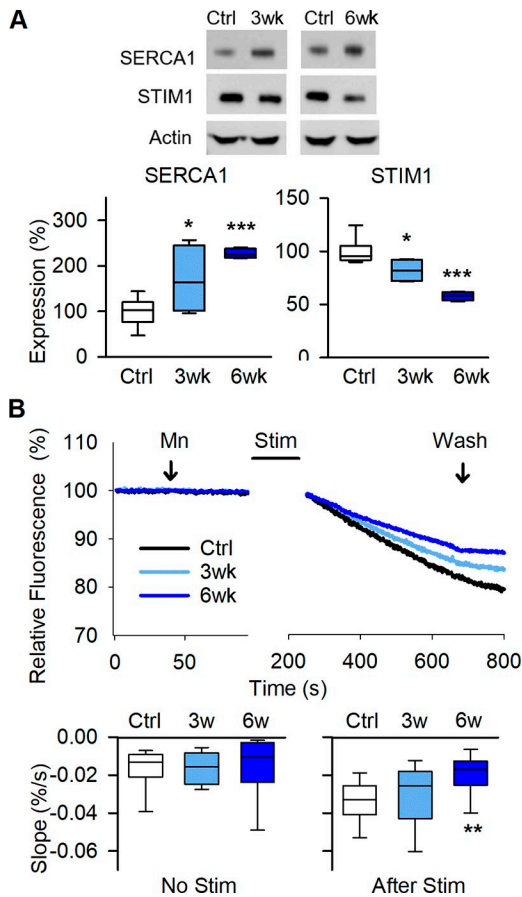 A
Ctrl 3wk Ctrl 6wk
SERCA1
STIM1
Actin
SERCA1 STIM1
Expression (%)
300
200
100
0
* ***
Ctrl 3wk 6wk
150
100
50
0
* ***
Ctrl 3wk 6wk
B
Relative Fluorescence (%)
110
100
90
80
70
Mn Stim Wash
Ctrl
3wk
6wk
0 50 200 400 600 800
Time (s)
Slope (%/s)
Ctrl 3w 6w Ctrl 3w 6w
0.00
-0.02
-0.04
-0.06
**
No Stim After Stim